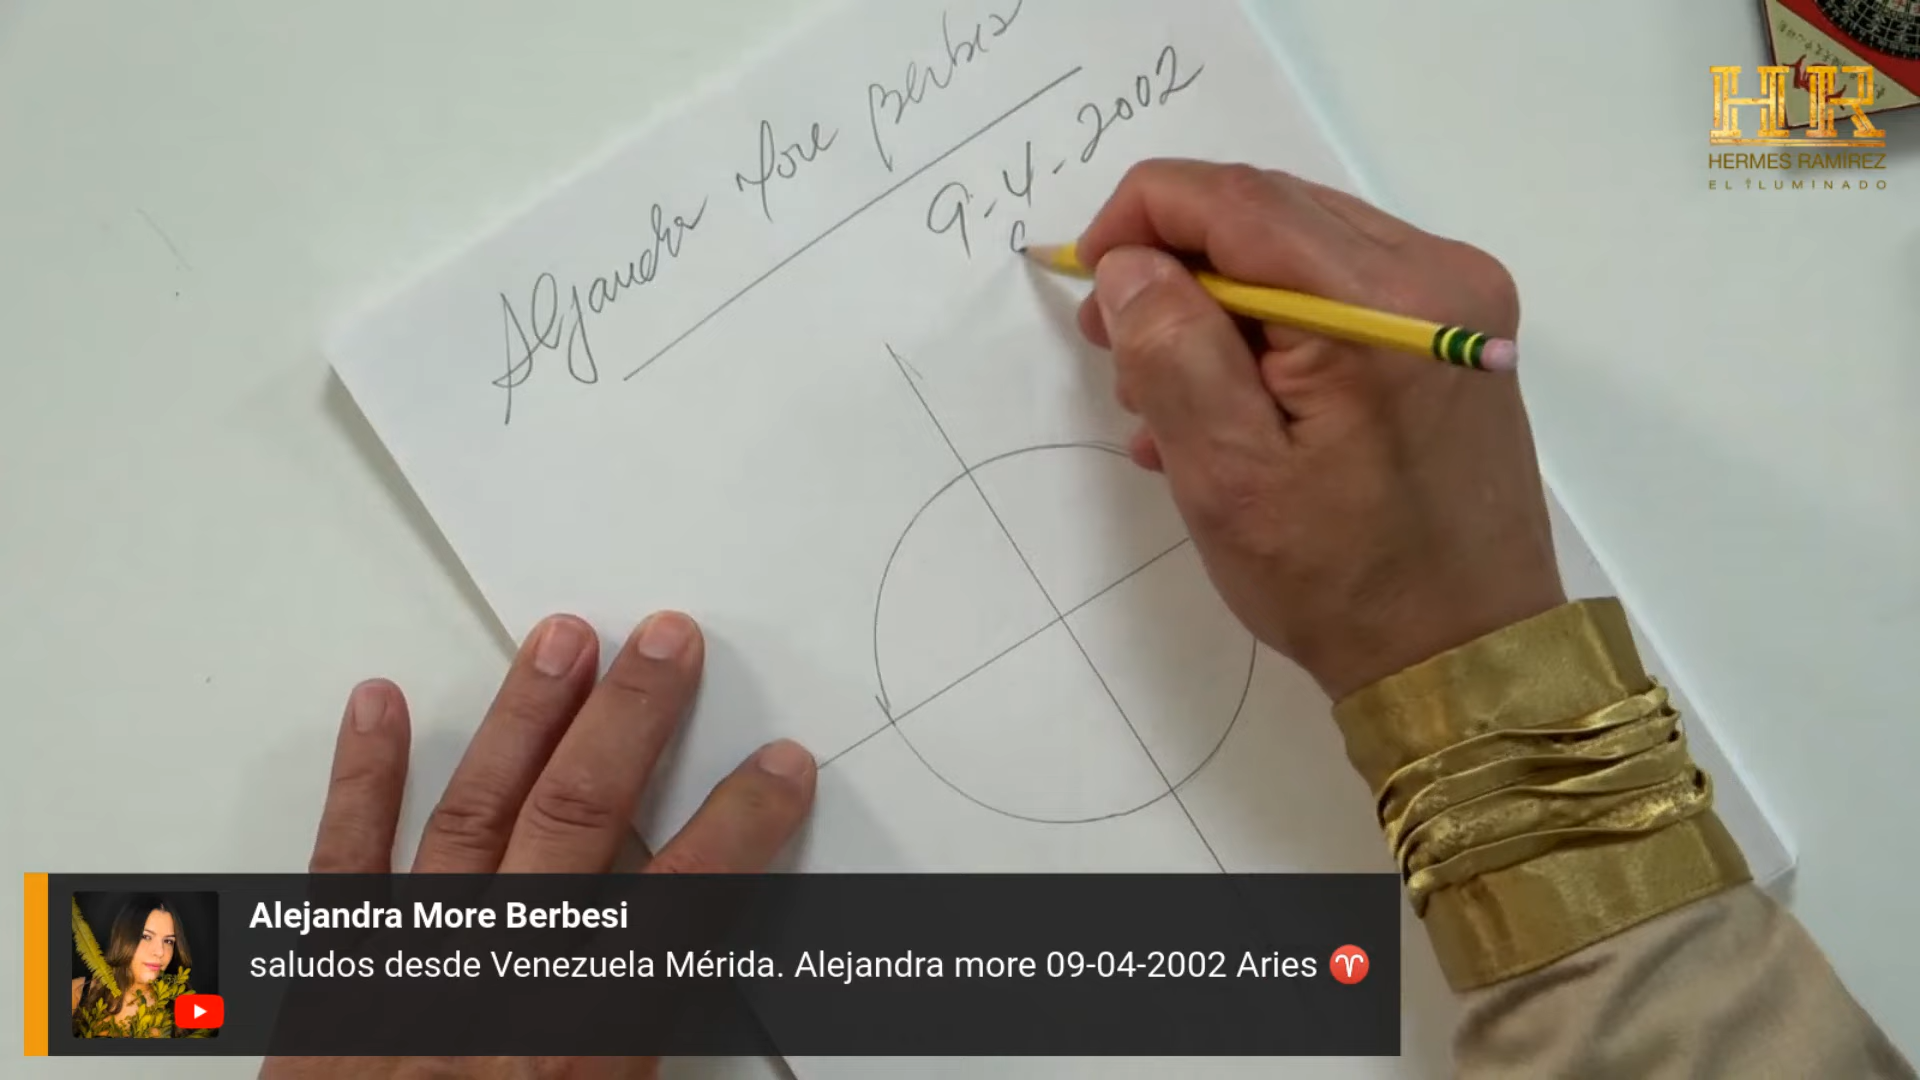 Alejandra More Berbesi
9-4-2002
HR
HERMES RAMIREZ
EL ILUMINADO
Alejandra More Berbesi
saludos desde Venezuela Mérida. Alejandra more 09-04-2002 Aries ♈